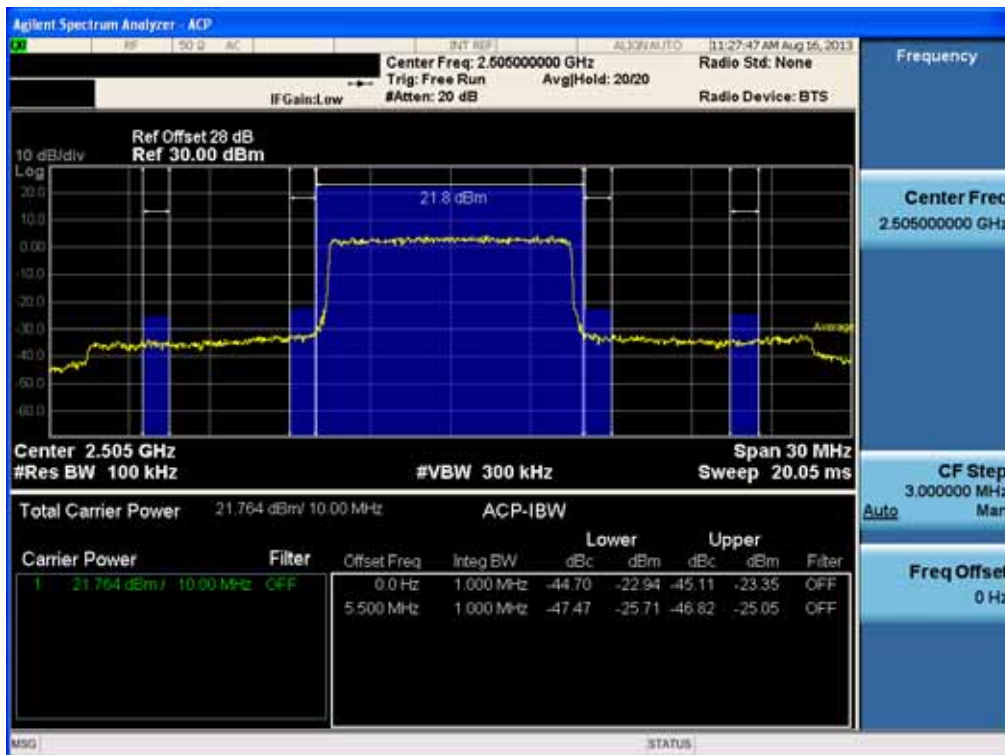 Agilent Spectrum Analyzer - ACP
RF 50 Ω AC INT REF ALIGN AUTO 11:27:47 AM Aug 16, 2013
Center Freq: 2.505000000 GHz Radio Std: None
Trig: Free Run Avg|Hold: 20/20
IFGain:Low #Atten: 20 dB Radio Device: BTS
Ref Offset 28 dB
10 dB/div Ref 30.00 dBm
Log
20.0
10.0
0.00
-10.0
-20.0
-30.0
-40.0
-50.0
-60.0
21.8 dBm
Average
Center 2.505 GHz Span 30 MHz
#Res BW 100 kHz #VBW 300 kHz Sweep 20.05 ms
Total Carrier Power 21.764 dBm/ 10.00 MHz ACP-IBW
Lower Upper
Carrier Power Filter Offset Freq Integ BW dBc dBm dBc dBm Filter
1 21.764 dBm / 10.00 MHz OFF 0.0 Hz 1.000 MHz -44.70 -22.94 -45.11 -23.35 OFF
5.500 MHz 1.000 MHz -47.47 -25.71 -46.82 -25.05 OFF
MSG STATUS
Frequency
Center Freq
2.505000000 GHz
CF Step
3.000000 MHz
Auto Man
Freq Offset
0 Hz